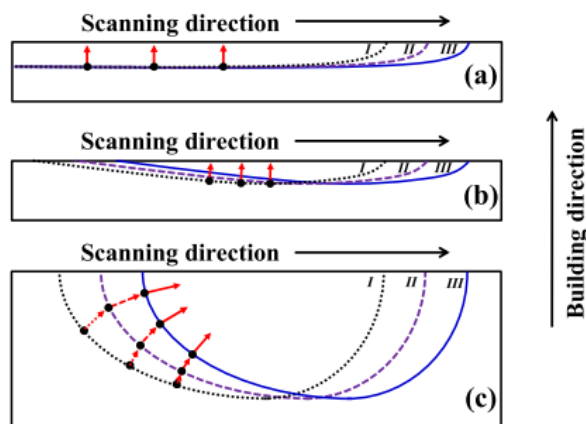 Scanning direction
I II III
(a)
Scanning direction
I II III
(b)
Scanning direction
I II III
(c)
Building direction